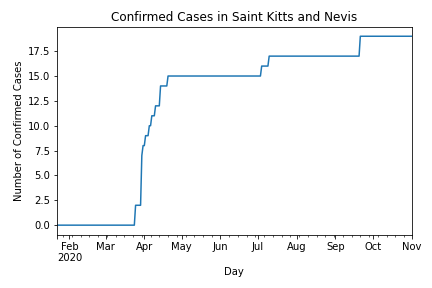 Confirmed Cases in Saint Kitts and Nevis
Number of Confirmed Cases
17.5
15.0
12.5
10.0
7.5
5.0
2.5
0.0
Feb Mar Apr May Jun Jul Aug Sep Oct Nov
2020
Day